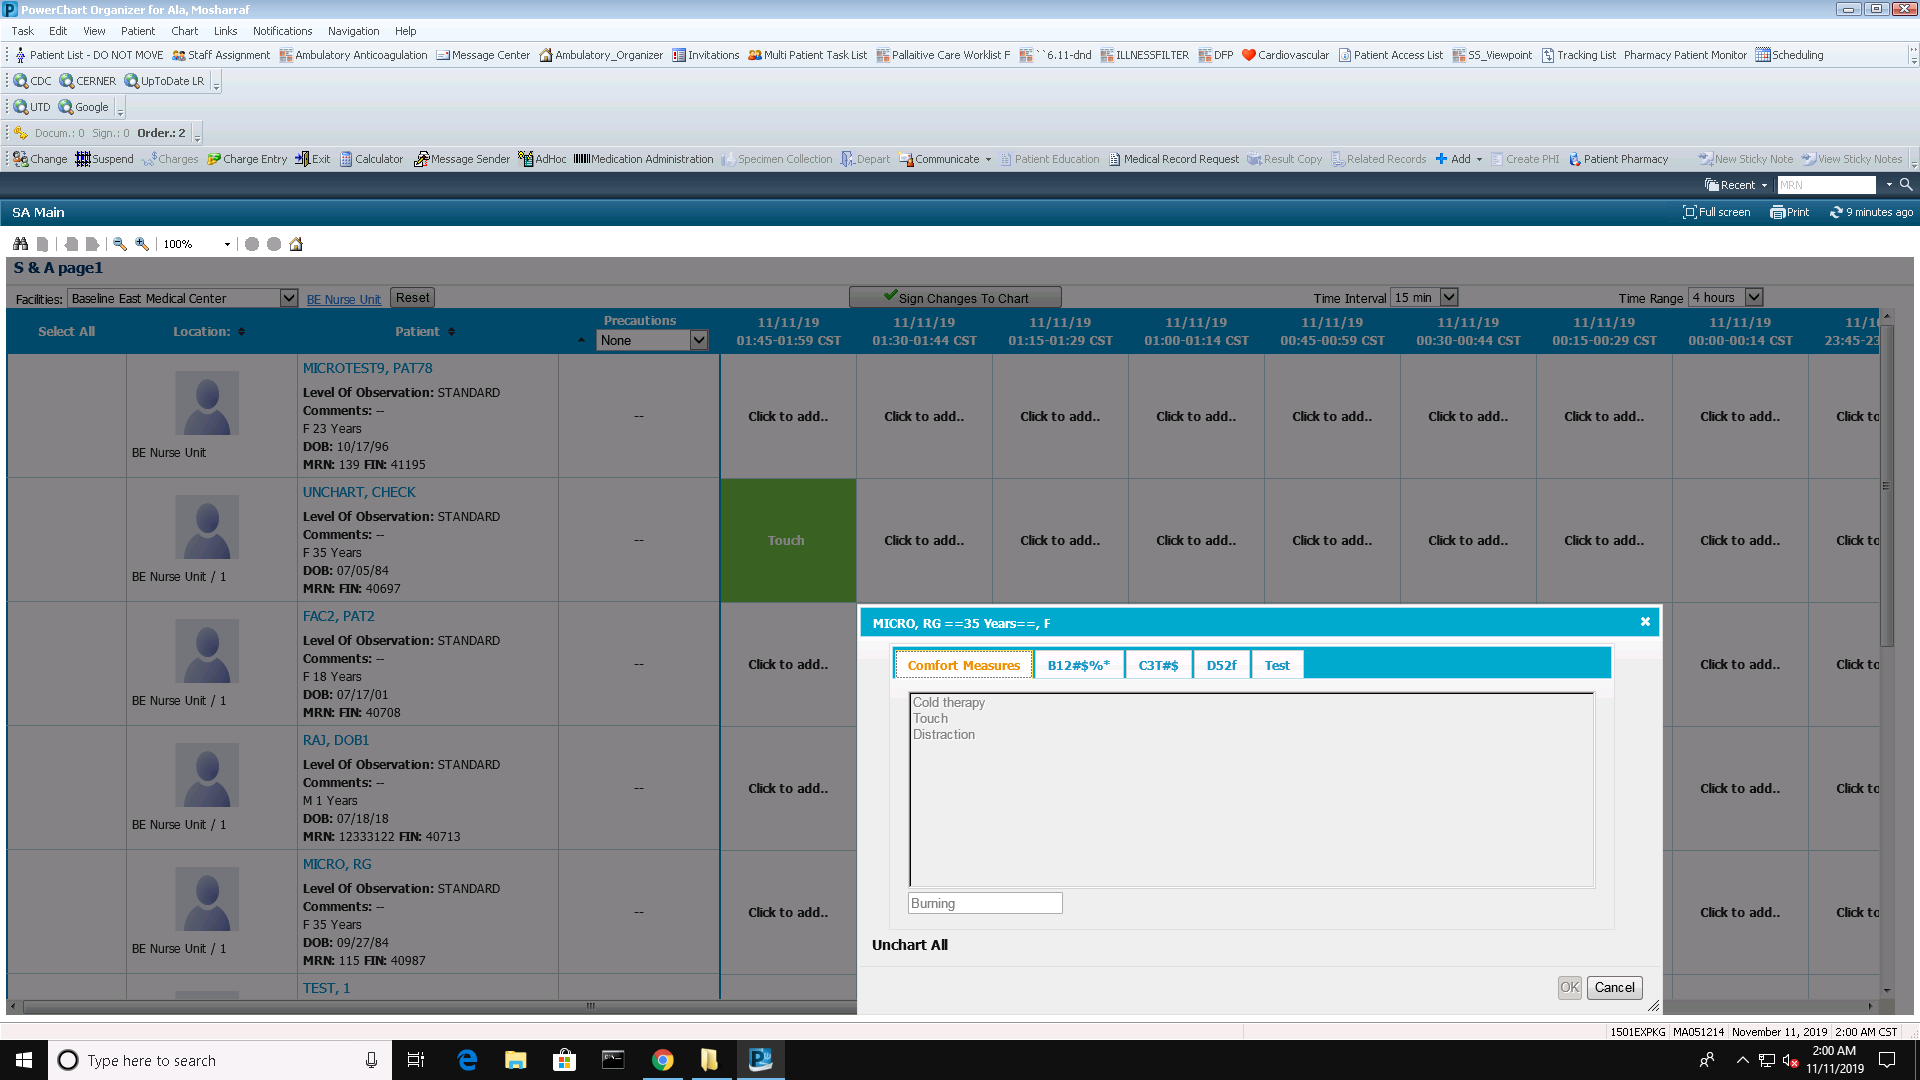 PowerChart Organizer for Ala, Mosharraf
Task Edit View Patient Chart Links Notifications Navigation Help
Patient List - DO NOT MOVE Staff Assignment Ambulatory Anticoagulation Message Center Ambulatory_Organizer Invitations Multi Patient Task List Pallaitive Care Worklist F ``6.11-dnd ILLNESSFILTER DFP Cardiovascular Patient Access List SS_Viewpoint Tracking List Pharmacy Patient Monitor Scheduling
CDC CERNER UpToDate LR
UTD Google
Docum.: 0 Sign.: 0 Order.: 2
Change Suspend Charges Charge Entry Exit Calculator Message Sender AdHoc Medication Administration Specimen Collection Depart Communicate Patient Education Medical Record Request Result Copy Related Records Add Create PHI Patient Pharmacy New Sticky Note View Sticky Notes
Recent MRN
SA Main Full screen Print 9 minutes ago
100%
S & A page1
Facilities: Baseline East Medical Center BE Nurse Unit Reset Sign Changes To Chart Time Interval 15 min Time Range 4 hours
Select All Location: Patient Precautions None
11/11/19 01:45-01:59 CST
11/11/19 01:30-01:44 CST
11/11/19 01:15-01:29 CST
11/11/19 01:00-01:14 CST
11/11/19 00:45-00:59 CST
11/11/19 00:30-00:44 CST
11/11/19 00:15-00:29 CST
11/11/19 00:00-00:14 CST
11/1 23:45-23
BE Nurse Unit
MICROTEST9, PAT78
Level Of Observation: STANDARD
Comments: --
F 23 Years
DOB: 10/17/96
MRN: 139 FIN: 41195
--
Click to add.. Click to add.. Click to add.. Click to add.. Click to add.. Click to add.. Click to add.. Click to add.. Click to
BE Nurse Unit / 1
UNCHART, CHECK
Level Of Observation: STANDARD
Comments: --
F 35 Years
DOB: 07/05/84
MRN: FIN: 40697
--
Touch Click to add.. Click to add.. Click to add.. Click to add.. Click to add.. Click to add.. Click to add.. Click to
BE Nurse Unit / 1
FAC2, PAT2
Level Of Observation: STANDARD
Comments: --
F 18 Years
DOB: 07/17/01
MRN: FIN: 40708
--
Click to add.. Click to add.. Click to
BE Nurse Unit / 1
RAJ, DOB1
Level Of Observation: STANDARD
Comments: --
M 1 Years
DOB: 07/18/18
MRN: 12333122 FIN: 40713
--
Click to add.. Click to add.. Click to
BE Nurse Unit / 1
MICRO, RG
Level Of Observation: STANDARD
Comments: --
F 35 Years
DOB: 09/27/84
MRN: 115 FIN: 40987
--
Click to add.. Click to add.. Click to
TEST, 1
MICRO, RG ==35 Years==, F
Comfort Measures B12#$%* C3T#$ D52f Test
Cold therapy
Touch
Distraction
Burning
Unchart All
OK Cancel
1501EXPKG MA051214 November 11, 2019 2:00 AM CST
Type here to search
2:00 AM
11/11/2019